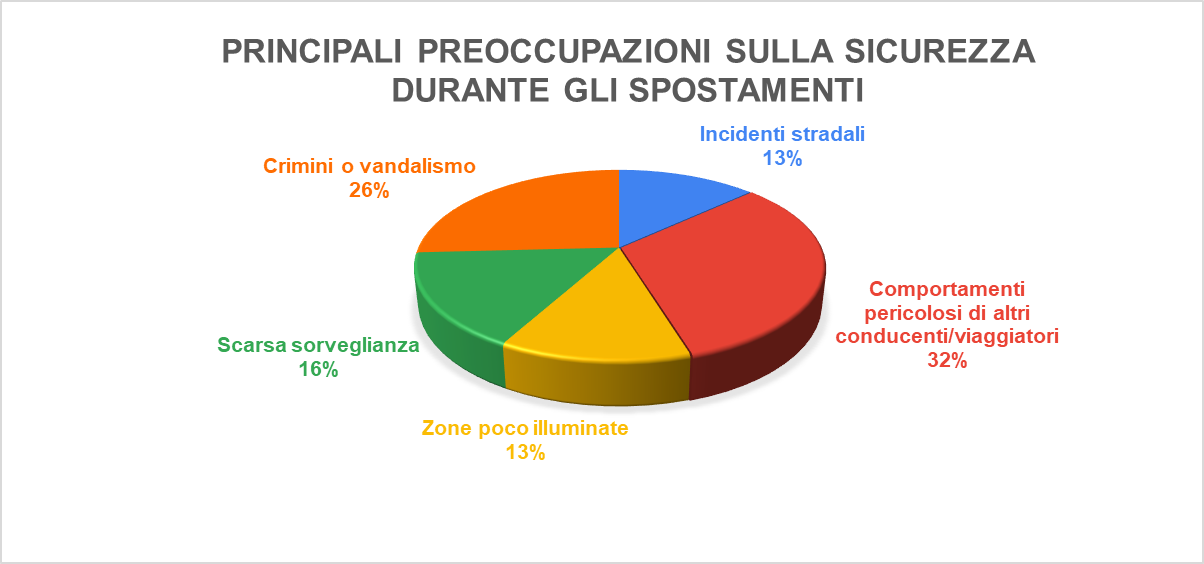 PRINCIPALI PREOCCUPAZIONI SULLA SICUREZZA
DURANTE GLI SPOSTAMENTI
Incidenti stradali
13%
Crimini o vandalismo
26%
Comportamenti
pericolosi di altri
conducenti/viaggiatori
32%
Scarsa sorveglianza
16%
Zone poco illuminate
13%